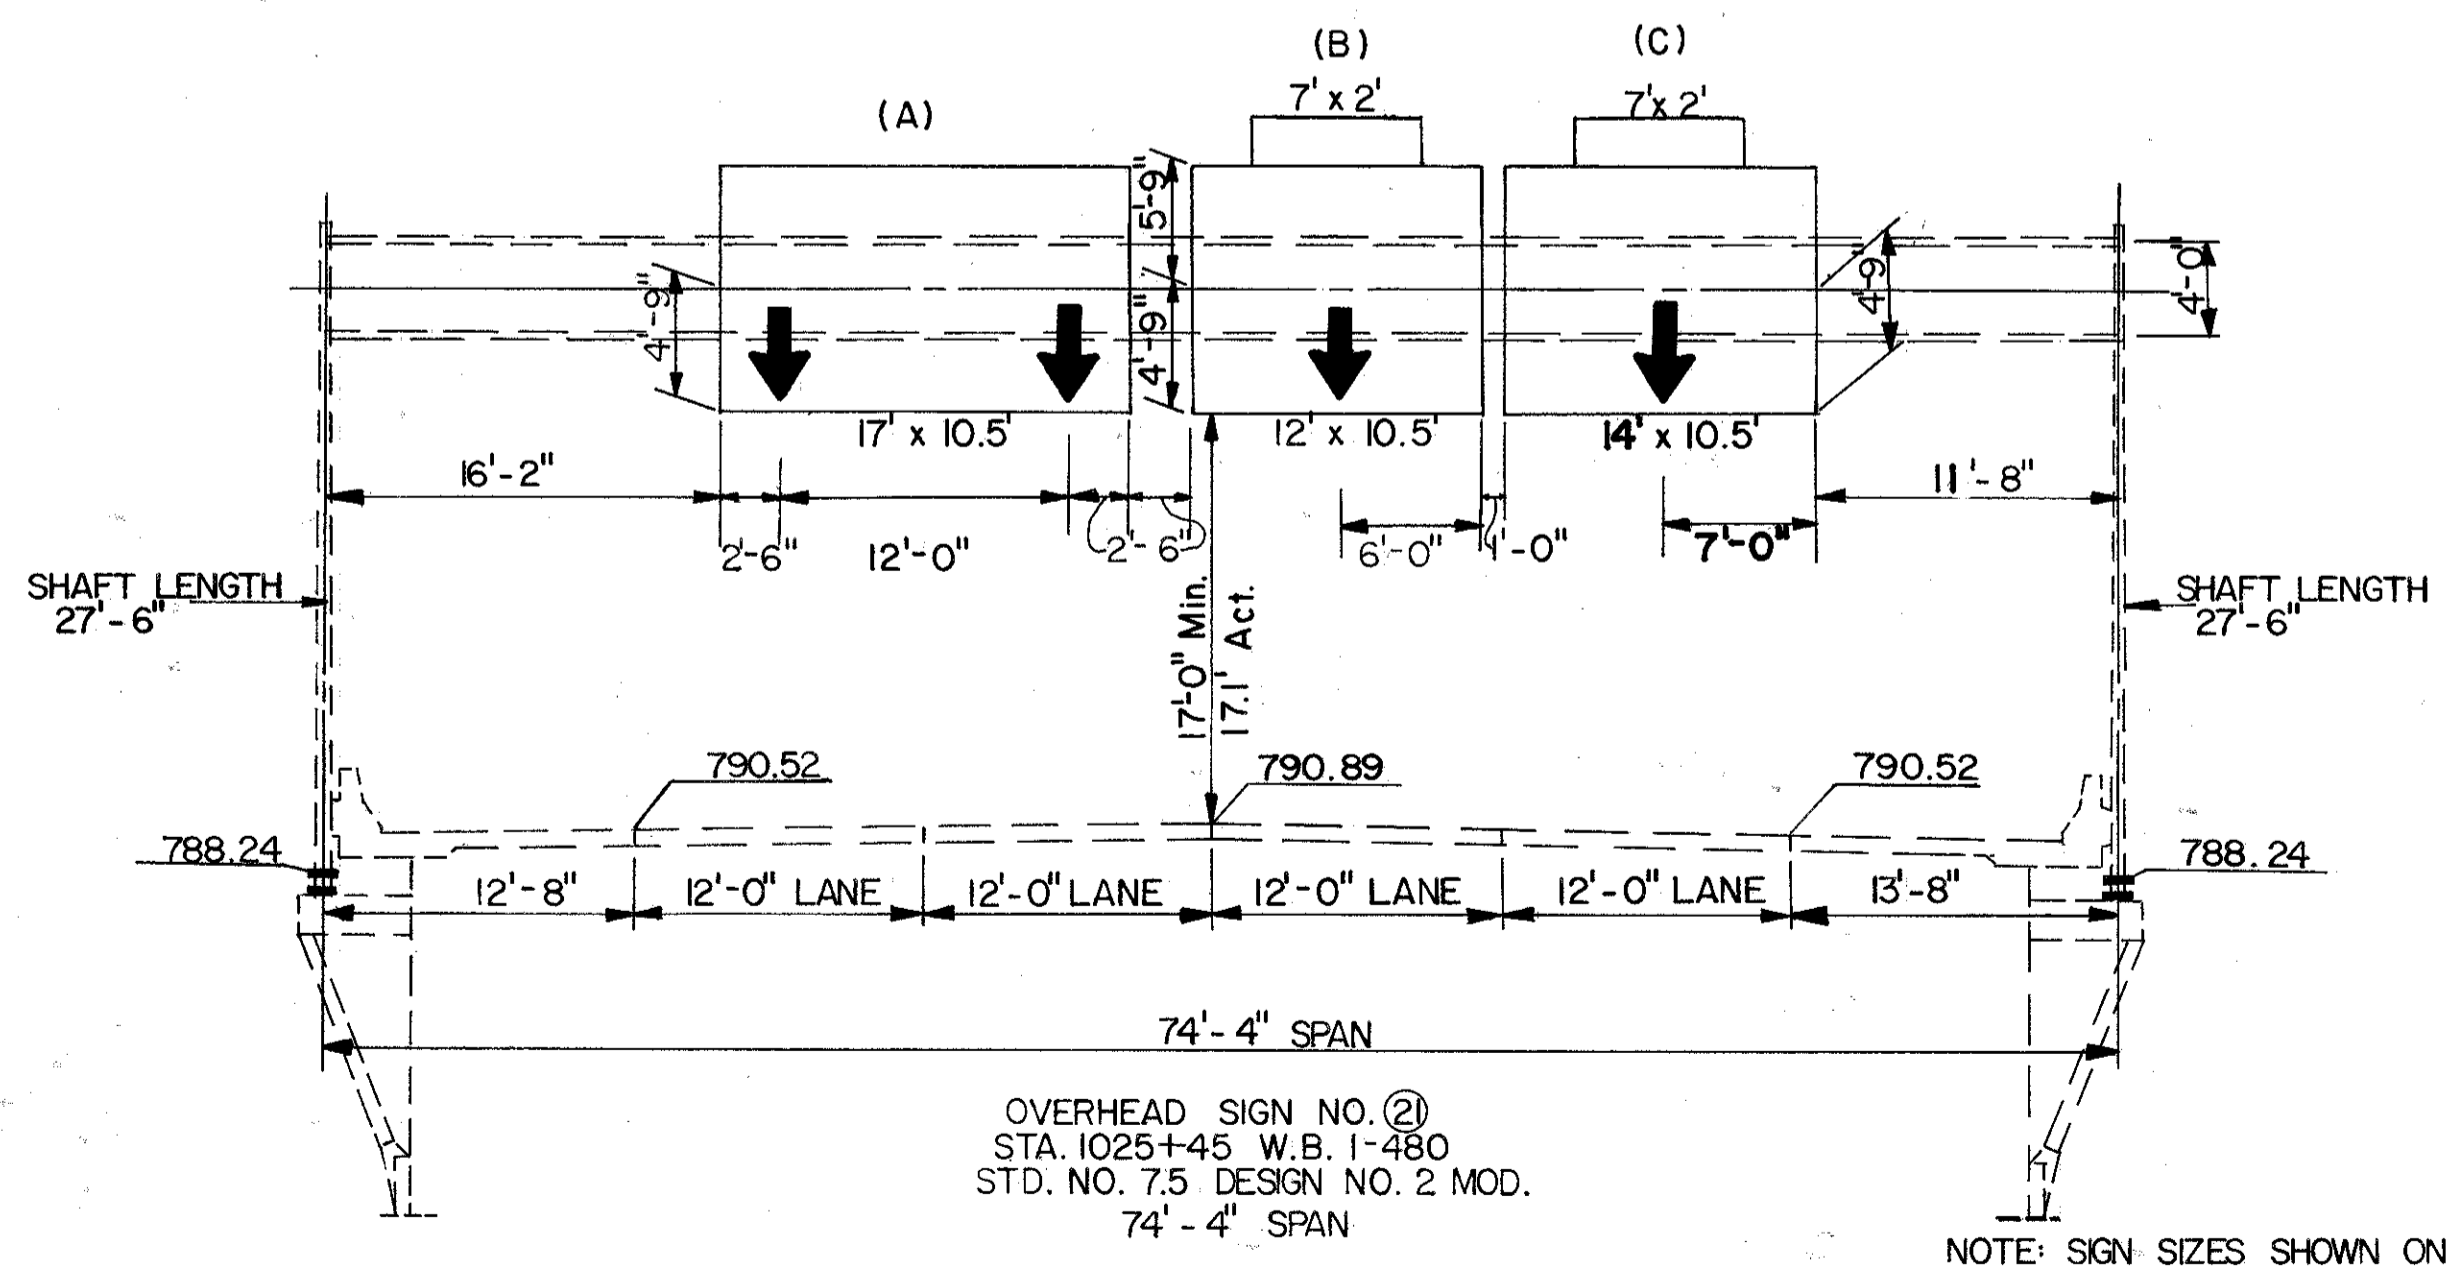 (A)
(B)
(C)
7' x 2'
7' x 2'
5'-9"
4'-9"
4'-9"
4'-9
4'-0"
17' x 10.5'
12' x 10.5'
14' x 10.5'
16'-2"
11'-8"
2'-6"
12'-0"
2'-6"
6'-0"
1'-0"
7'-0"
SHAFT LENGTH
27'-6"
SHAFT LENGTH
27'-6"
17'-0" Min.
17.1' Act.
790.52
790.89
790.52
788.24
788.24
12'-8"
12'-0" LANE
12'-0" LANE
12'-0" LANE
12'-0" LANE
13'-8"
74'-4" SPAN
OVERHEAD SIGN NO. 21
STA. 1025+45 W.B. I-480
STD. NO. 7.5 DESIGN NO. 2 MOD.
74'-4" SPAN
NOTE: SIGN SIZES SHOWN ON